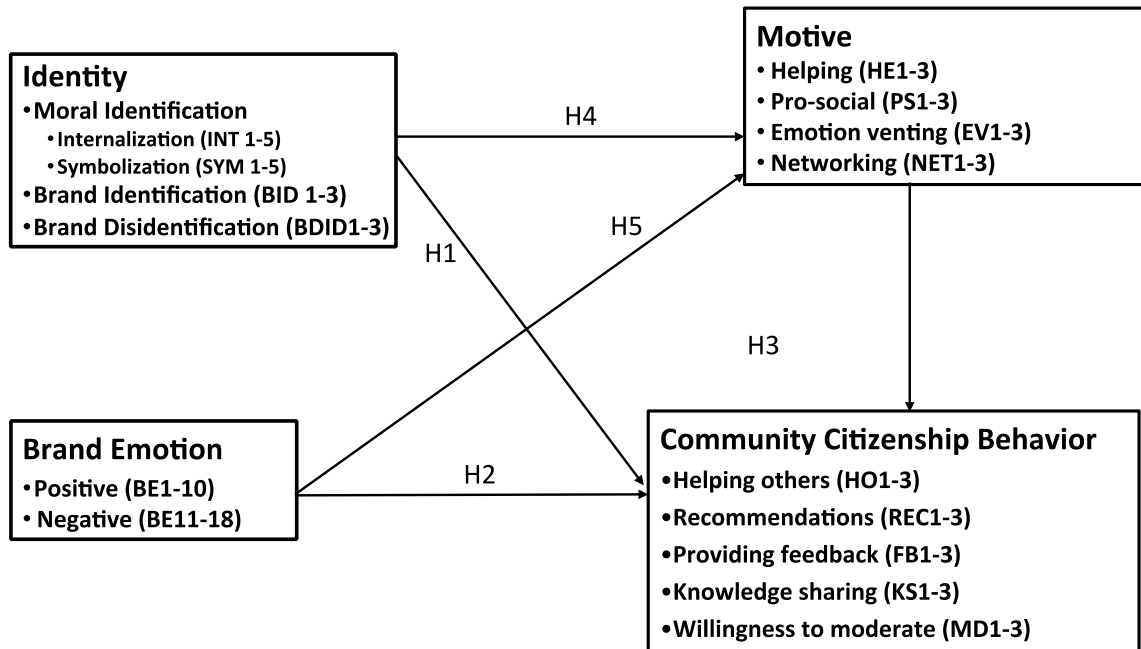 Identity
•Moral Identification
•Internalization (INT 1-5)
•Symbolization (SYM 1-5)
•Brand Identification (BID 1-3)
•Brand Disidentification (BDID1-3)
Motive
• Helping (HE1-3)
• Pro-social (PS1-3)
• Emotion venting (EV1-3)
• Networking (NET1-3)
H4
H5
H1
H3
H2
Brand Emotion
•Positive (BE1-10)
• Negative (BE11-18)
Community Citizenship Behavior
•Helping others (HO1-3)
•Recommendations (REC1-3)
•Providing feedback (FB1-3)
•Knowledge sharing (KS1-3)
•Willingness to moderate (MD1-3)